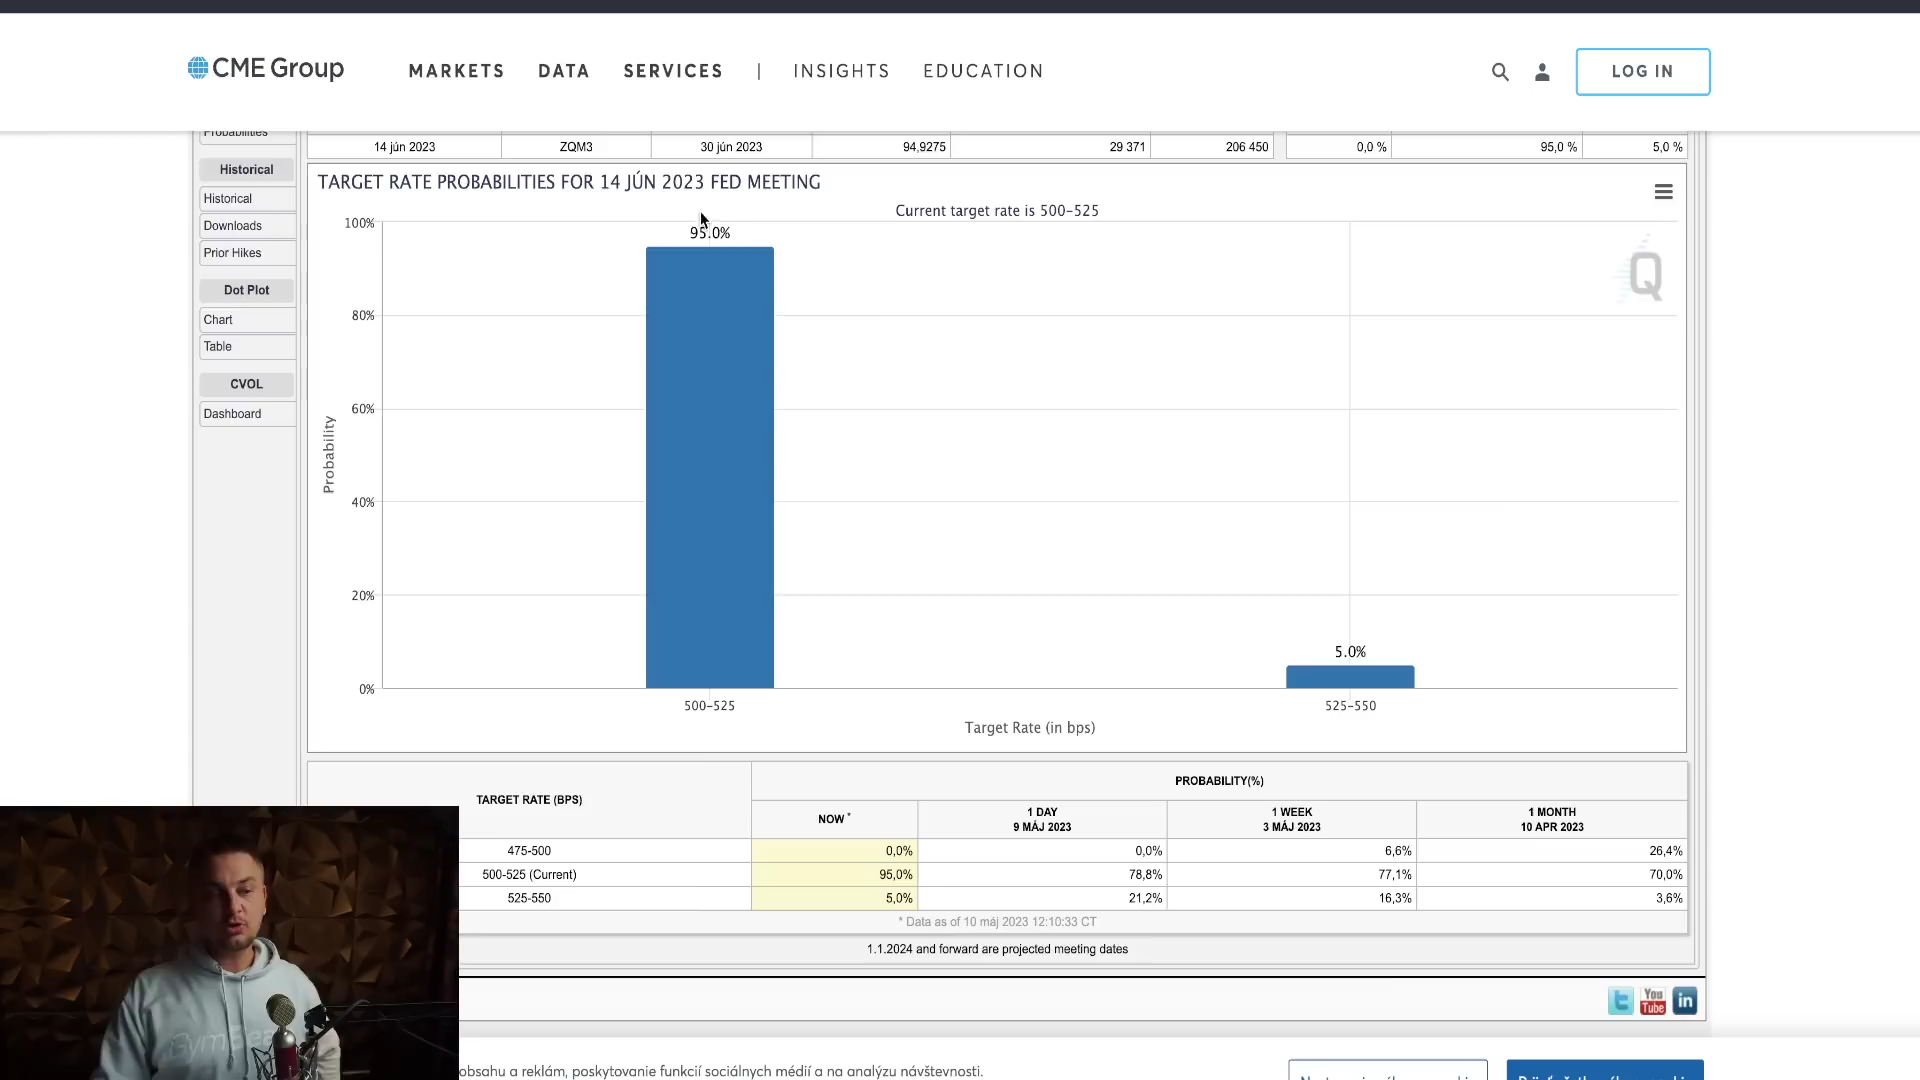 CME Group
MARKETS DATA SERVICES | INSIGHTS EDUCATION
LOG IN
Probabilities
14 jún 2023 ZQM3 30 jún 2023 94,9275 29 371 206 450 0,0 % 95,0 % 5,0 %
Historical
Historical
Downloads
Prior Hikes
Dot Plot
Chart
Table
CVOL
Dashboard
TARGET RATE PROBABILITIES FOR 14 JÚN 2023 FED MEETING
Current target rate is 500–525
Q
Probability
100%
80%
60%
40%
20%
0%
95.0%
5.0%
500–525
525–550
Target Rate (in bps)
TARGET RATE (BPS)
PROBABILITY(%)
NOW *
1 DAY
9 MÁJ 2023
1 WEEK
3 MÁJ 2023
1 MONTH
10 APR 2023
475-500 0,0% 0,0% 6,6% 26,4%
500-525 (Current) 95,0% 78,8% 77,1% 70,0%
525-550 5,0% 21,2% 16,3% 3,6%
* Data as of 10 máj 2023 12:10:33 CT
1.1.2024 and forward are projected meeting dates
You
Tube
in
obsahu a reklám, poskytovanie funkcií sociálnych médií a na analýzu návštevnosti.